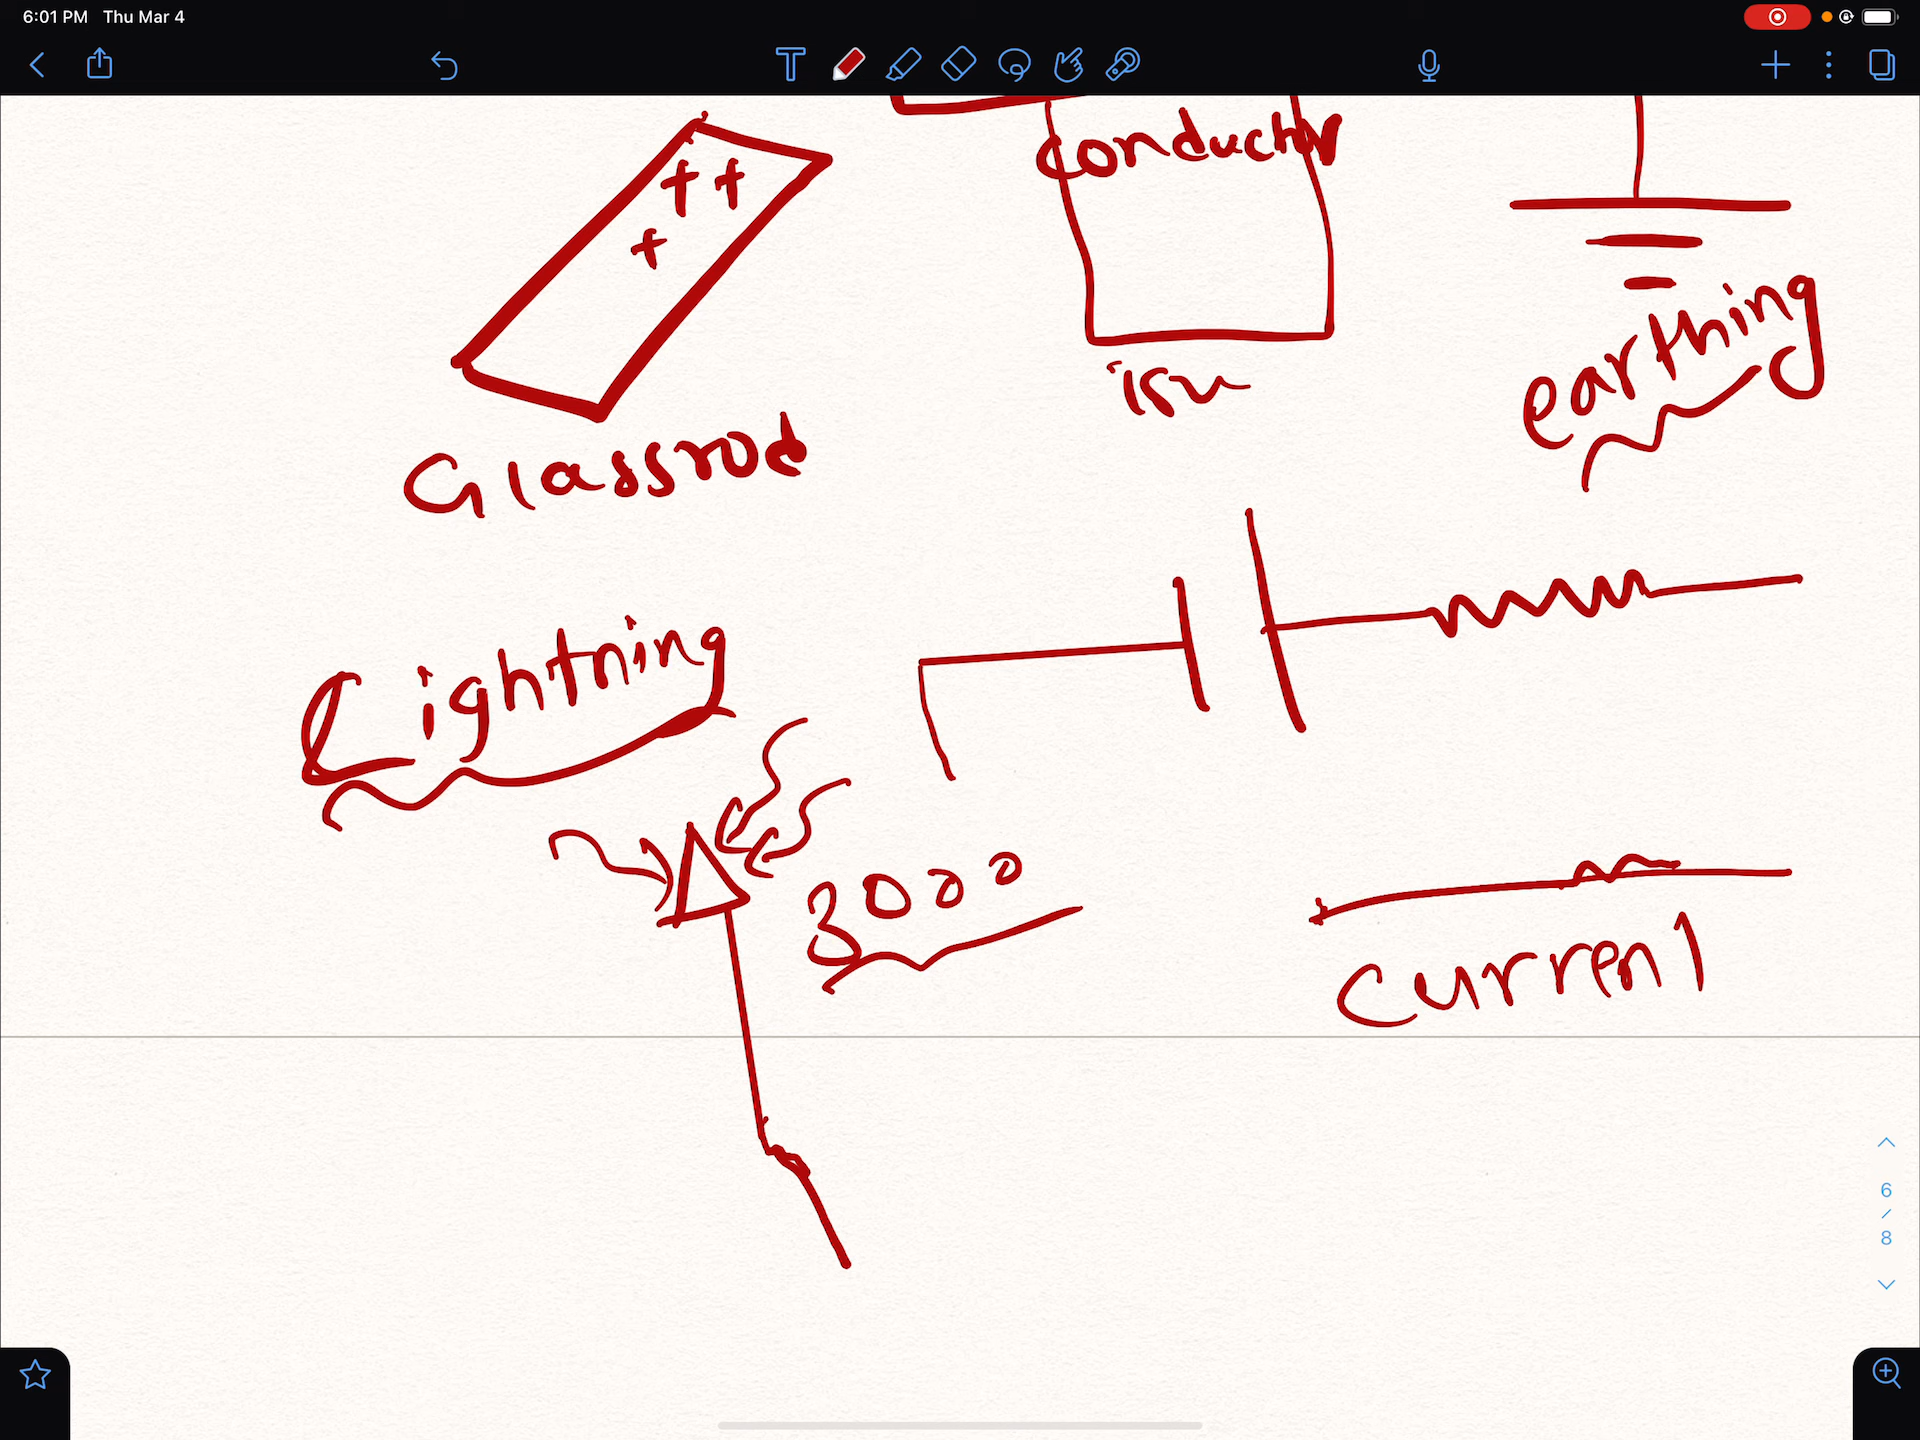 6:01 PM Thu Mar 4
conductor
+ +
+
earthing
Glassrod
Lightning
3000
Current
6
/
8